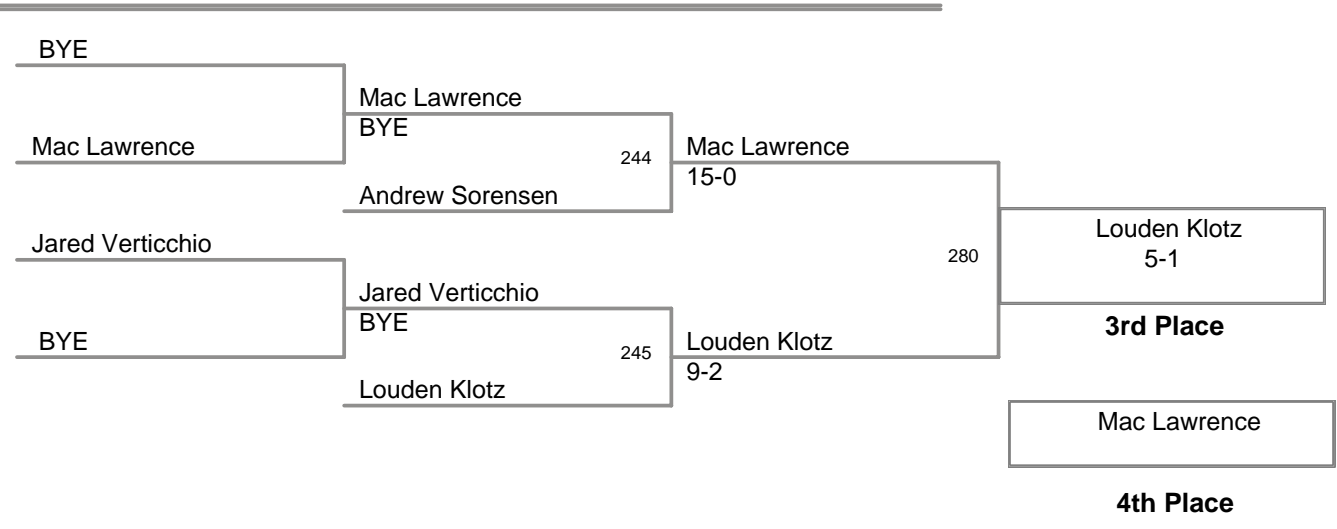 BYE
Mac Lawrence
BYE
Mac Lawrence
244
Mac Lawrence
15-0
Andrew Sorensen
Jared Verticchio
Louden Klotz
5-1
280
Jared Verticchio
BYE
3rd Place
BYE
245
Louden Klotz
9-2
Louden Klotz
Mac Lawrence
4th Place